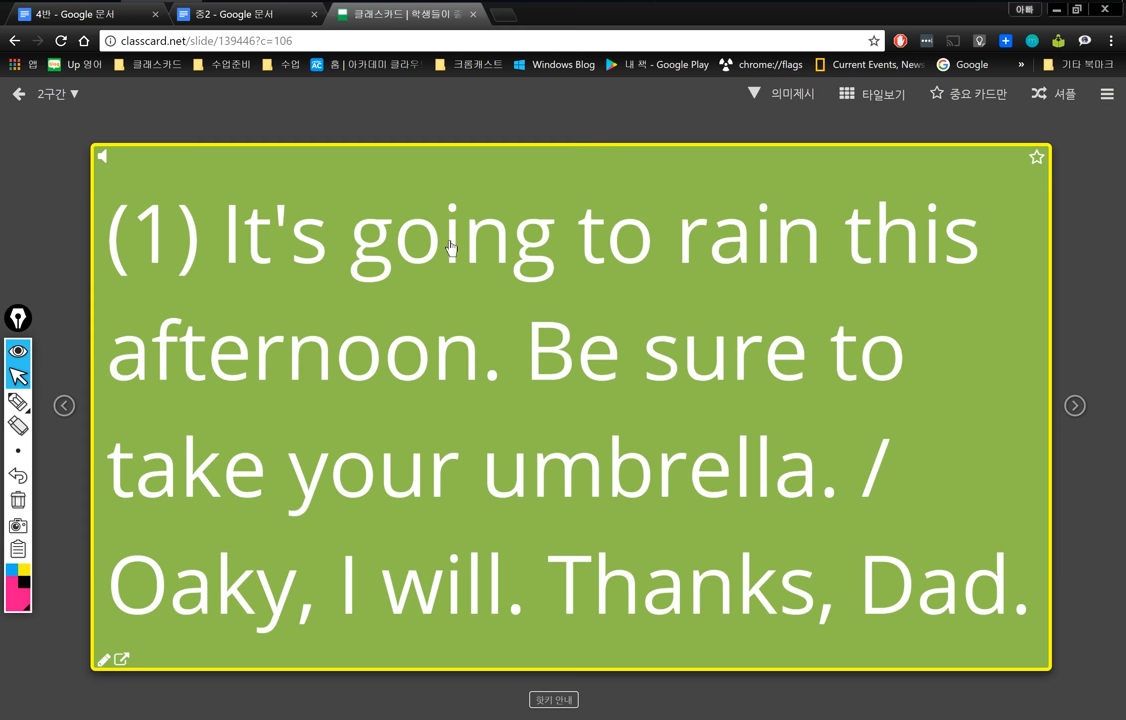 4반 - Google 문서
중2 - Google 문서
클래스카드 | 학생들이 좋
아빠
classcard.net/slide/139446?c=106
앱 Up 영어 클래스카드 수업준비 수업 홈 | 아카데미 클라우 크롬캐스트 Windows Blog 내 책 - Google Play chrome://flags Current Events, News Google » 기타 북마크
2구간 ▼ 의미제시 타일보기 중요 카드만 셔플
(1) It's going to rain this
afternoon. Be sure to
take your umbrella. /
Oaky, I will. Thanks, Dad.
핫키 안내